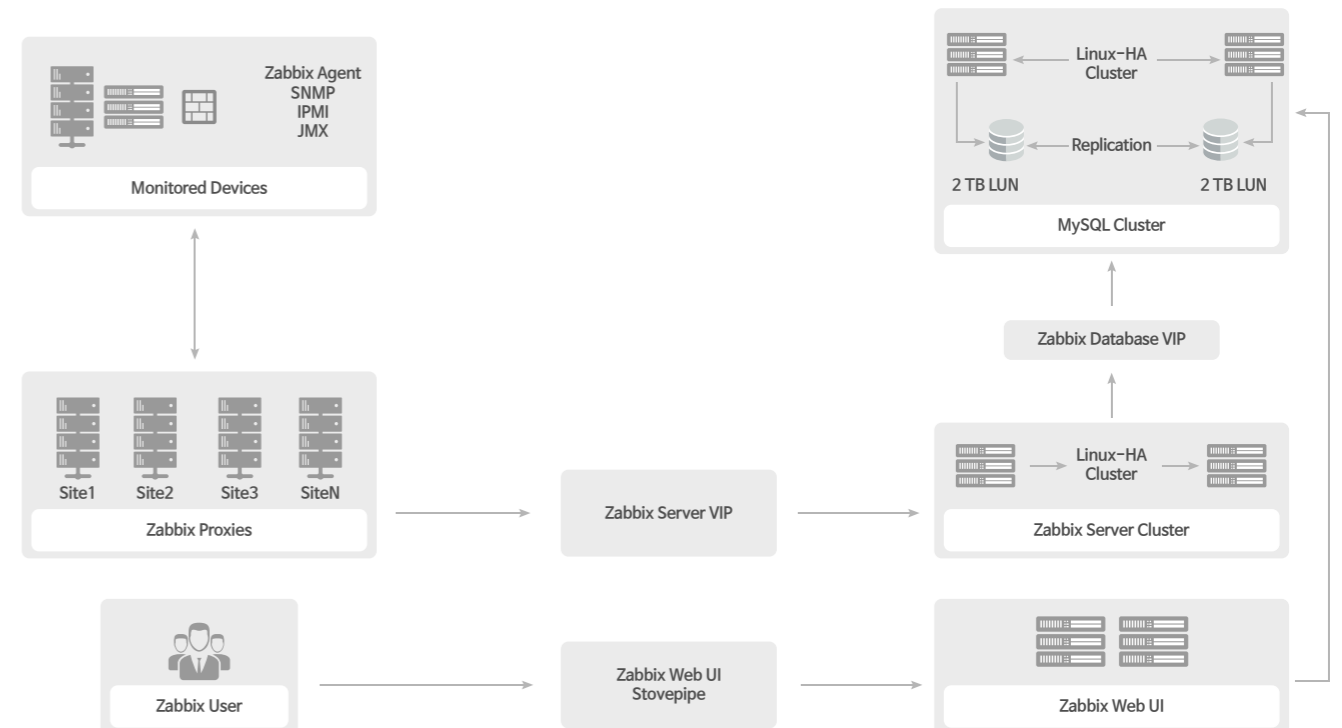 Zabbix Agent
SNMP
IPMI
JMX
Monitored Devices
Linux-HA
Cluster
Replication
2 TB LUN
2 TB LUN
MySQL Cluster
Zabbix Database VIP
Site1
Site2
Site3
SiteN
Zabbix Proxies
Zabbix Server VIP
Linux-HA
Cluster
Zabbix Server Cluster
Zabbix User
Zabbix Web UI
Stovepipe
Zabbix Web UI